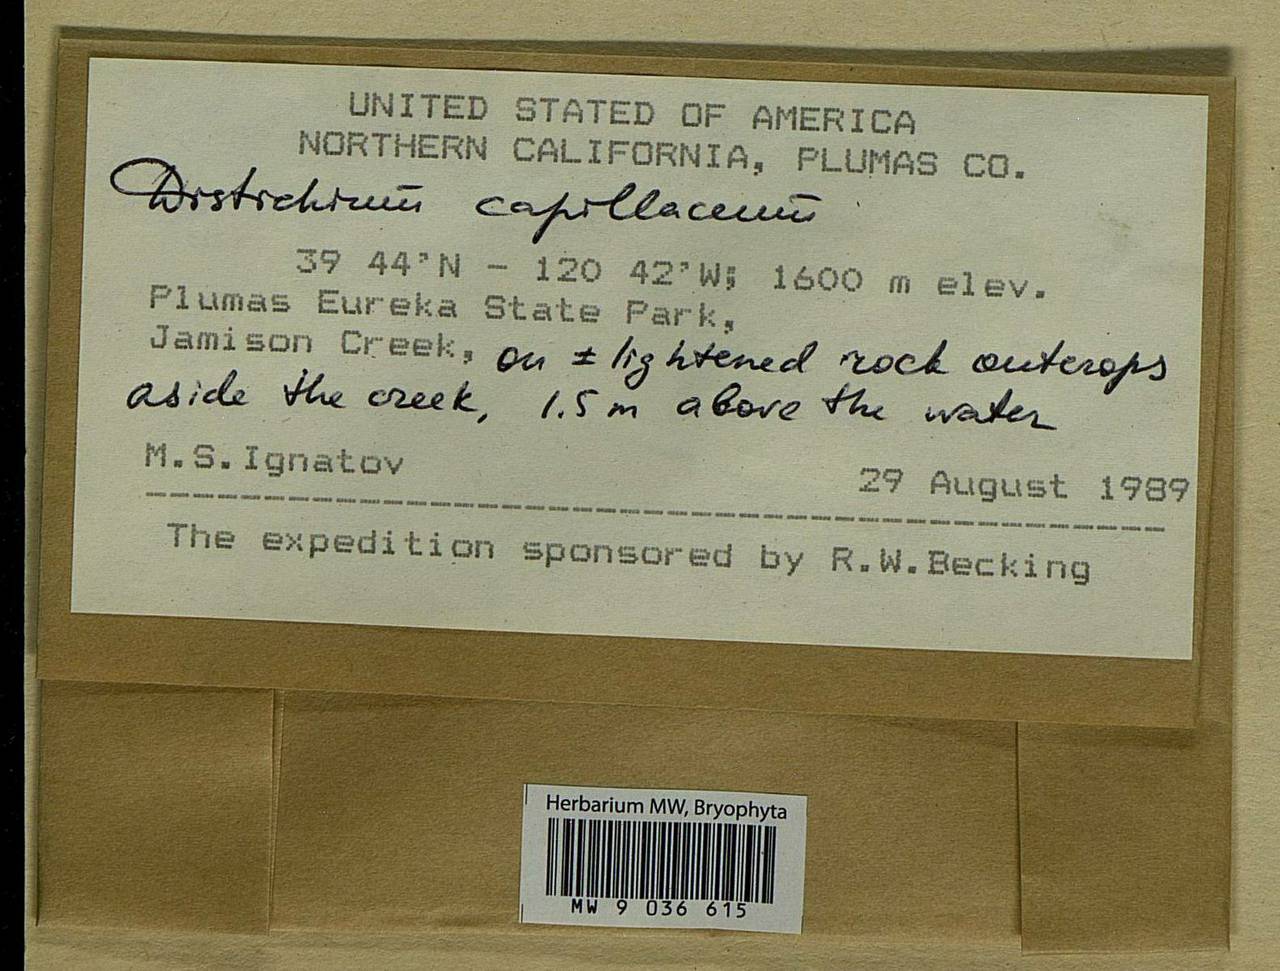 UNITED STATED OF AMERICA
NORTHERN CALIFORNIA, PLUMAS CO.
Distichium capillaceum
39 44'N - 120 42'W; 1600 m elev.
Plumas Eureka State Park,
Jamison Creek, on ± lightened rock outcrops
aside the creek, 1.5 m above the water
M.S.Ignatov 29 August 1989
The expedition sponsored by R.W.Becking
Herbarium MW, Bryophyta
MW 9 036 615